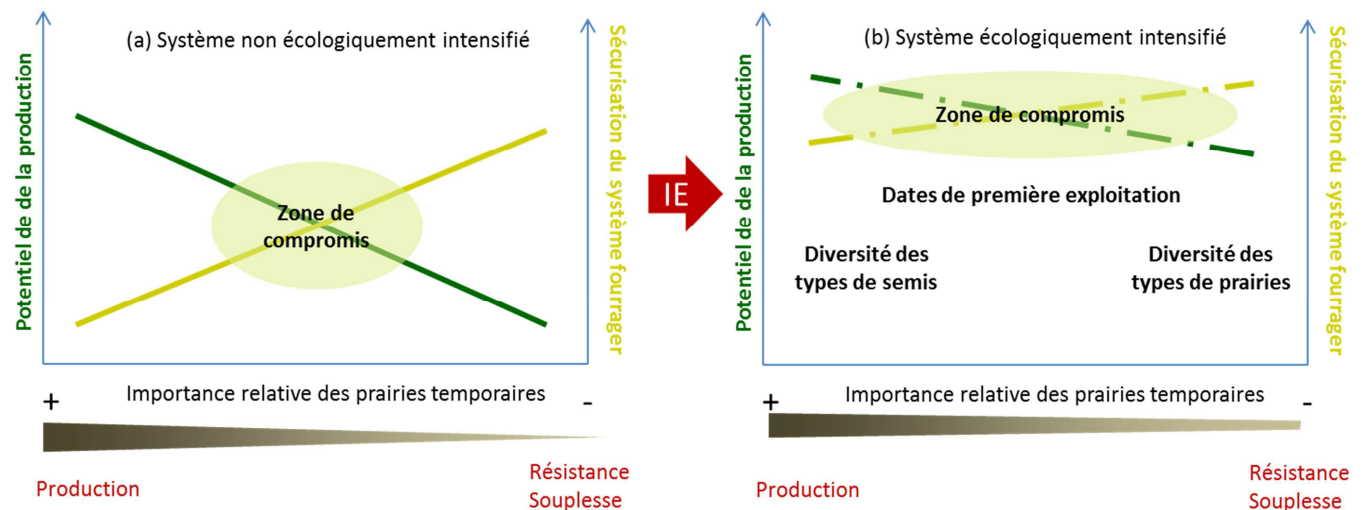 (a) Système non écologiquement intensifié
Potentiel de de la production
Sécurisation du système fourrager
Zone de
compromis
+
Importance relative des prairies temporaires
-
Production
Résistance
Souplesse
IE
(b) Système écologiquement intensifié
Potentiel de de la production
Sécurisation du système fourrager
Zone de compromis
Dates de première exploitation
Diversité des
types de semis
Diversité des
types de prairies
+
Importance relative des prairies temporaires
-
Production
Résistance
Souplesse